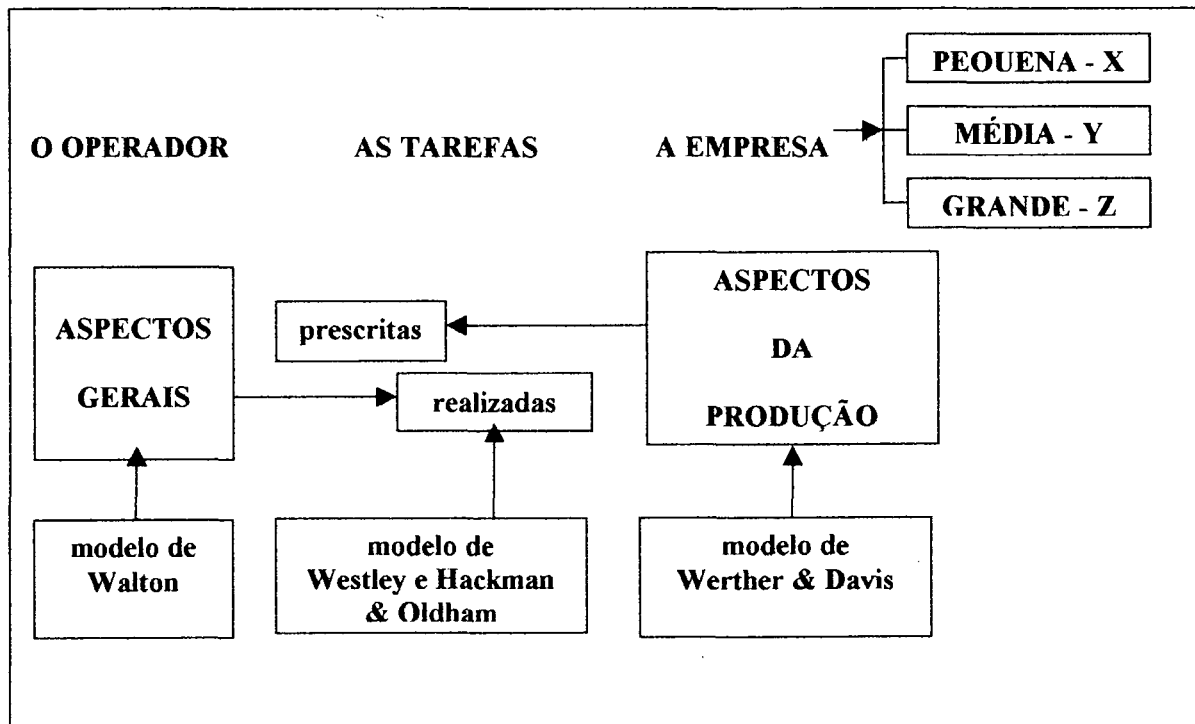 PEOUENA - X
O OPERADOR
AS TAREFAS
A EMPRESA
MÉDIA - Y
GRANDE - Z
ASPECTOS
GERAIS
prescritas
realizadas
ASPECTOS
DA
PRODUÇÃO
modelo de
Walton
modelo de
Westley e Hackman
& Oldham
modelo de
Werther & Davis